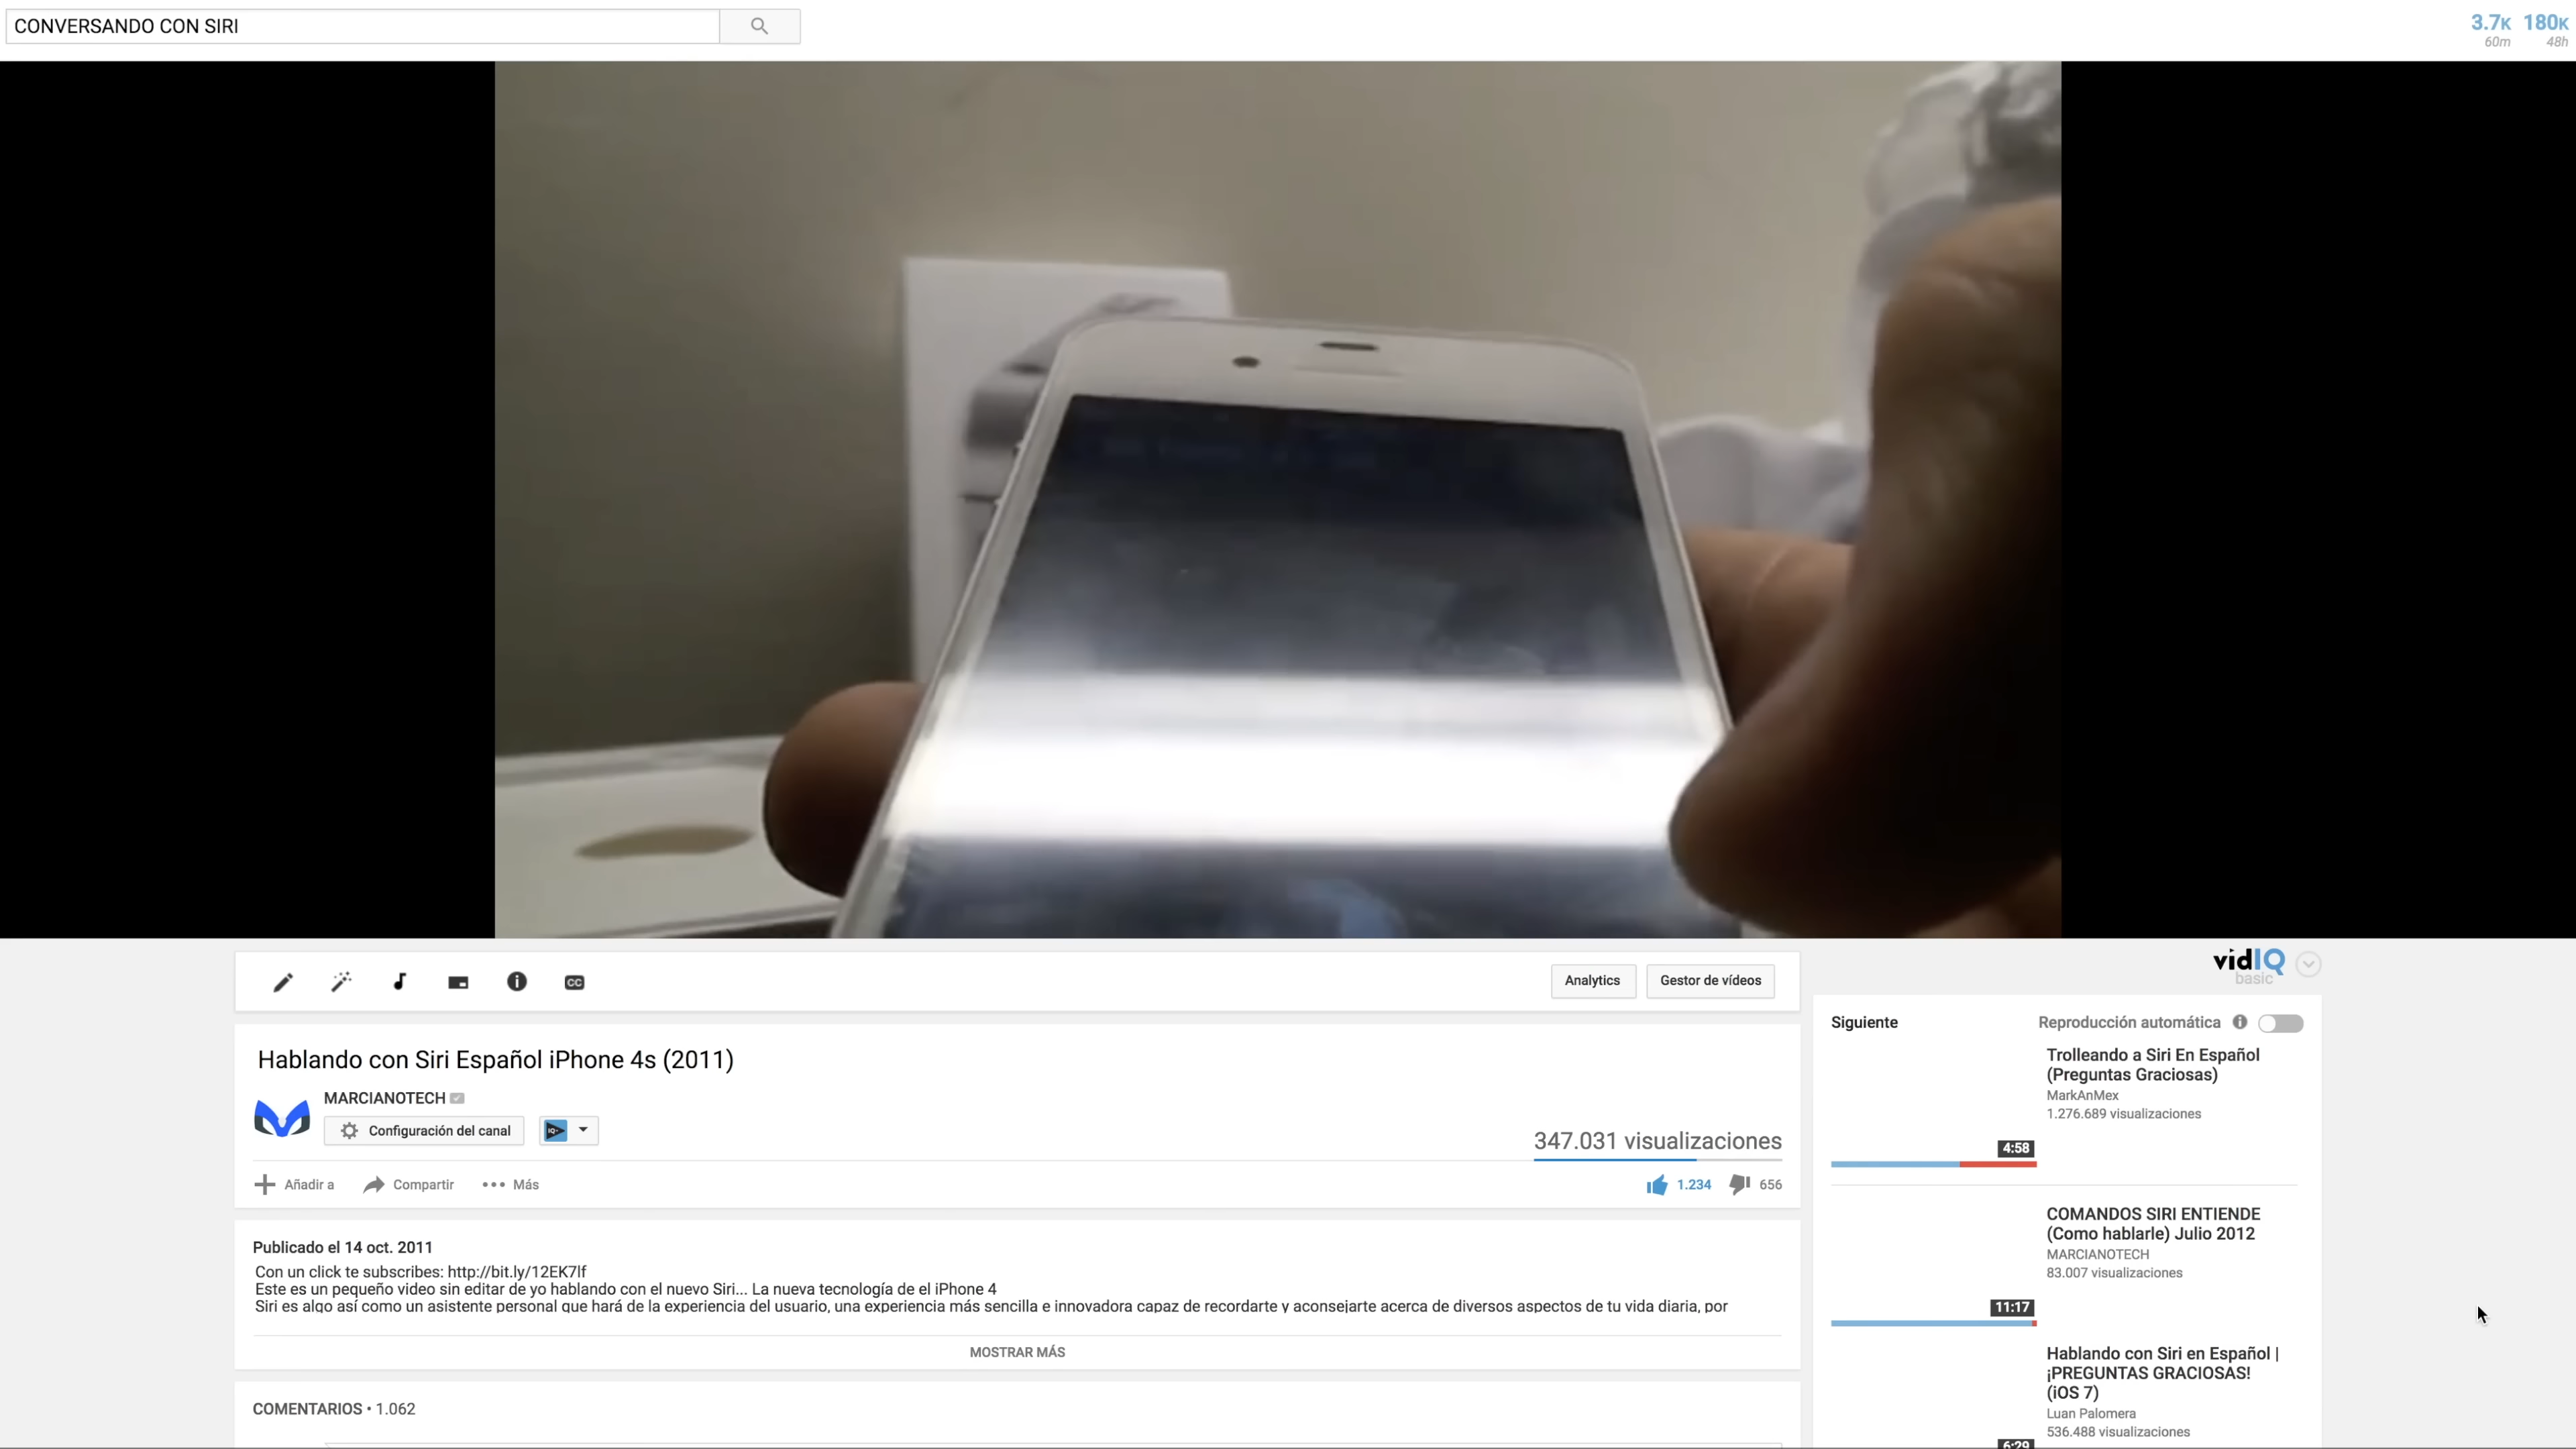 CONVERSANDO CON SIRI
3.7K 180K
60m 48h
CC
Analytics
Gestor de vídeos
vidIQ
basic
Hablando con Siri Español iPhone 4s (2011)
MARCIANOTECH
Configuración del canal
IQ
347.031 visualizaciones
Añadir a
Compartir
Más
1.234
656
Publicado el 14 oct. 2011
Con un click te subscribes: http://bit.ly/12EK7lf
Este es un pequeño video sin editar de yo hablando con el nuevo Siri... La nueva tecnología de el iPhone 4
Siri es algo así como un asistente personal que hará de la experiencia del usuario, una experiencia más sencilla e innovadora capaz de recordarte y aconsejarte acerca de diversos aspectos de tu vida diaria, por
MOSTRAR MÁS
COMENTARIOS • 1.062
Siguiente
Reproducción automática
Trolleando a Siri En Español
(Preguntas Graciosas)
MarkAnMex
1.276.689 visualizaciones
4:58
COMANDOS SIRI ENTIENDE
(Como hablarle) Julio 2012
MARCIANOTECH
83.007 visualizaciones
11:17
Hablando con Siri en Español |
¡PREGUNTAS GRACIOSAS!
(iOS 7)
Luan Palomera
536.488 visualizaciones
6:29